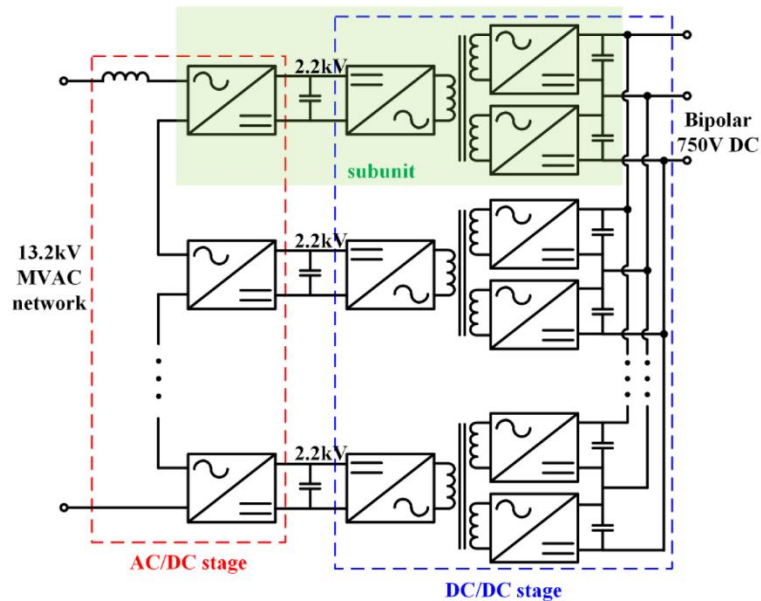 2.2kV
Bipolar
750V DC
subunit
2.2kV
13.2kV
MVAC
network
2.2kV
AC/DC stage
DC/DC stage